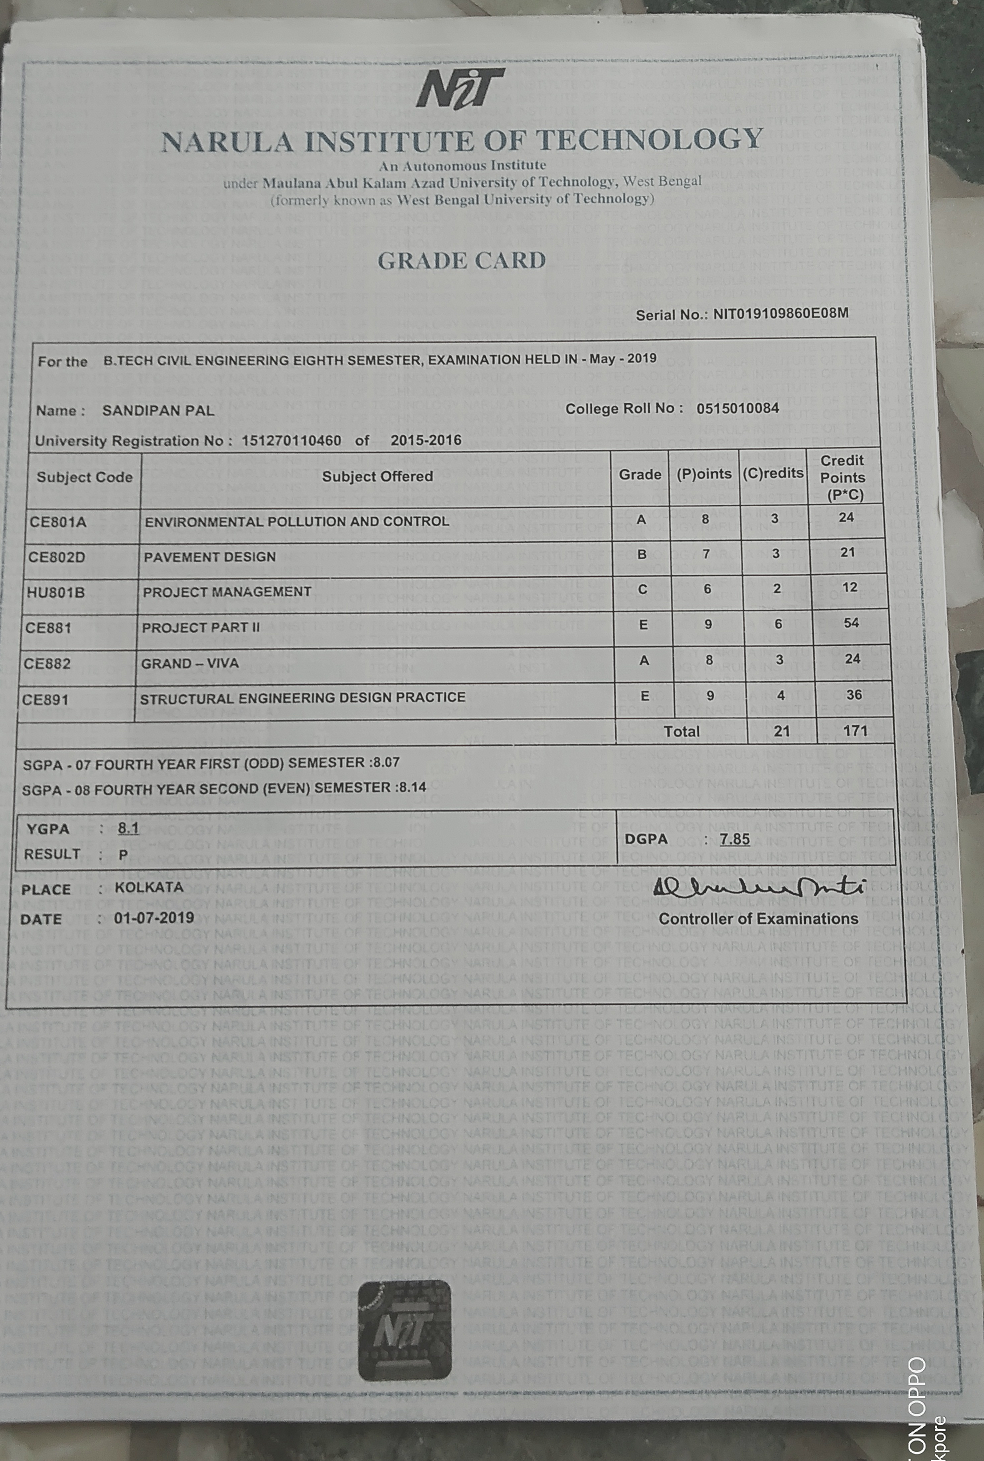 NiT
NARULA INSTITUTE OF TECHNOLOGY
An Autonomous Institute
under Maulana Abul Kalam Azad University of Technology, West Bengal
(formerly known as West Bengal University of Technology)
GRADE CARD
Serial No.: NIT019109860E08M
For the B.TECH CIVIL ENGINEERING EIGHTH SEMESTER, EXAMINATION HELD IN - May - 2019
Name : SANDIPAN PAL College Roll No : 0515010084
University Registration No : 151270110460 of 2015-2016
Subject Code Subject Offered Grade (P)oints (C)redits Credit Points (P*C)
CE801A ENVIRONMENTAL POLLUTION AND CONTROL A 8 3 24
CE802D PAVEMENT DESIGN B 7 3 21
HU801B PROJECT MANAGEMENT C 6 2 12
CE881 PROJECT PART II E 9 6 54
CE882 GRAND – VIVA A 8 3 24
CE891 STRUCTURAL ENGINEERING DESIGN PRACTICE E 9 4 36
Total 21 171
SGPA - 07 FOURTH YEAR FIRST (ODD) SEMESTER :8.07
SGPA - 08 FOURTH YEAR SECOND (EVEN) SEMESTER :8.14
YGPA : 8.1
RESULT : P
DGPA : 7.85
PLACE : KOLKATA
DATE : 01-07-2019
Controller of Examinations
NiT
ON OPPO
kpore